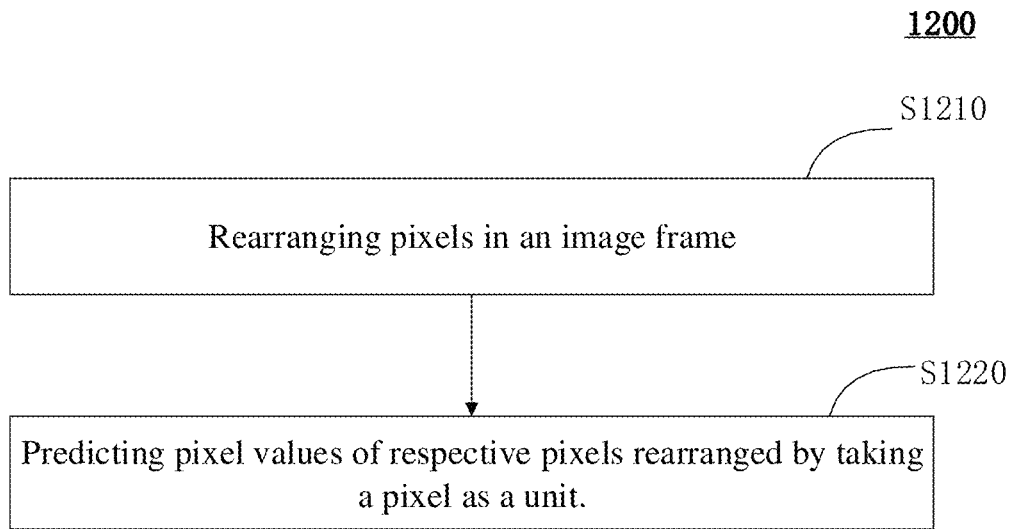 1200
S1210
Rearranging pixels in an image frame
S1220
Predicting pixel values of respective pixels rearranged by taking
a pixel as a unit.